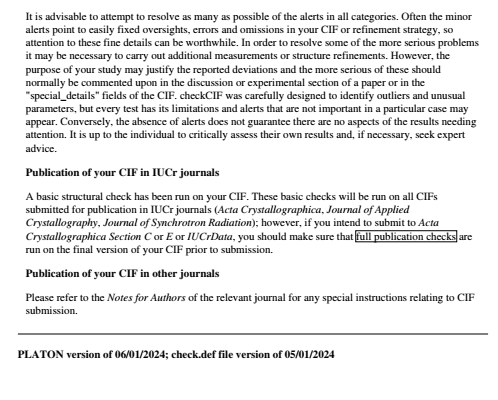 It is advisable to attempt to resolve as many as possible of the alerts in all categories. Often the minor
alerts point to easily fixed oversights, errors and omissions in your CIF or refinement strategy, so
attention to these fine details can be worthwhile. In order to resolve some of the more serious problems
it may be necessary to carry out additional measurements or structure refinements. However, the
purpose of your study may justify the reported deviations and the more serious of these should
normally be commented upon in the discussion or experimental section of a paper or in the
"special_details" fields of the CIF. checkCIF was carefully designed to identify outliers and unusual
parameters, but every test has its limitations and alerts that are not important in a particular case may
appear. Conversely, the absence of alerts does not guarantee there are no aspects of the results needing
attention. It is up to the individual to critically assess their own results and, if necessary, seek expert
advice.
Publication of your CIF in IUCr journals
A basic structural check has been run on your CIF. These basic checks will be run on all CIFs
submitted for publication in IUCr journals (Acta Crystallographica, Journal of Applied
Crystallography, Journal of Synchrotron Radiation); however, if you intend to submit to Acta
Crystallographica Section C or E or IUCrData, you should make sure that full publication checks are
run on the final version of your CIF prior to submission.
Publication of your CIF in other journals
Please refer to the Notes for Authors of the relevant journal for any special instructions relating to CIF
submission.
PLATON version of 06/01/2024; check.def file version of 05/01/2024